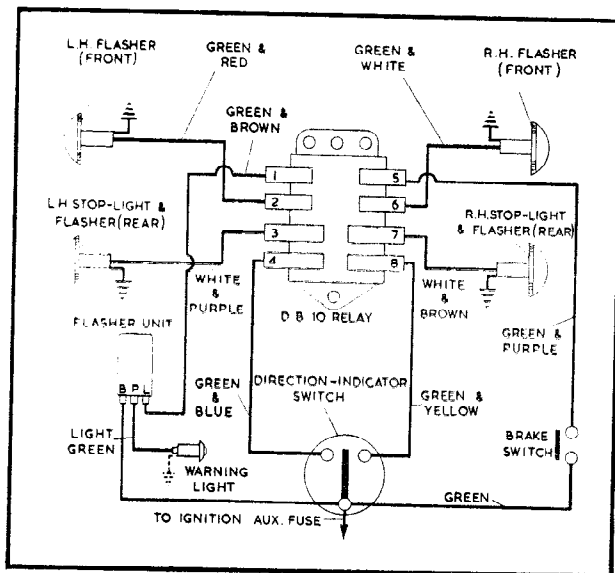 L.H. FLASHER
(FRONT)
GREEN &
RED
GREEN &
WHITE
R.H. FLASHER
(FRONT)
GREEN &
BROWN
1
2
3
4
5
6
7
8
L.H STOP-LIGHT &
FLASHER (REAR)
R.H. STOP-LIGHT
& FLASHER (REAR)
WHITE
& PURPLE
D B 10 RELAY
WHITE
& BROWN
FLASHER UNIT
B P L
GREEN &
PURPLE
GREEN
& BLUE
DIRECTION-INDICATOR
SWITCH
GREEN &
YELLOW
LIGHT
GREEN
WARNING
LIGHT
BRAKE
SWITCH
GREEN
TO IGNITION AUX. FUSE